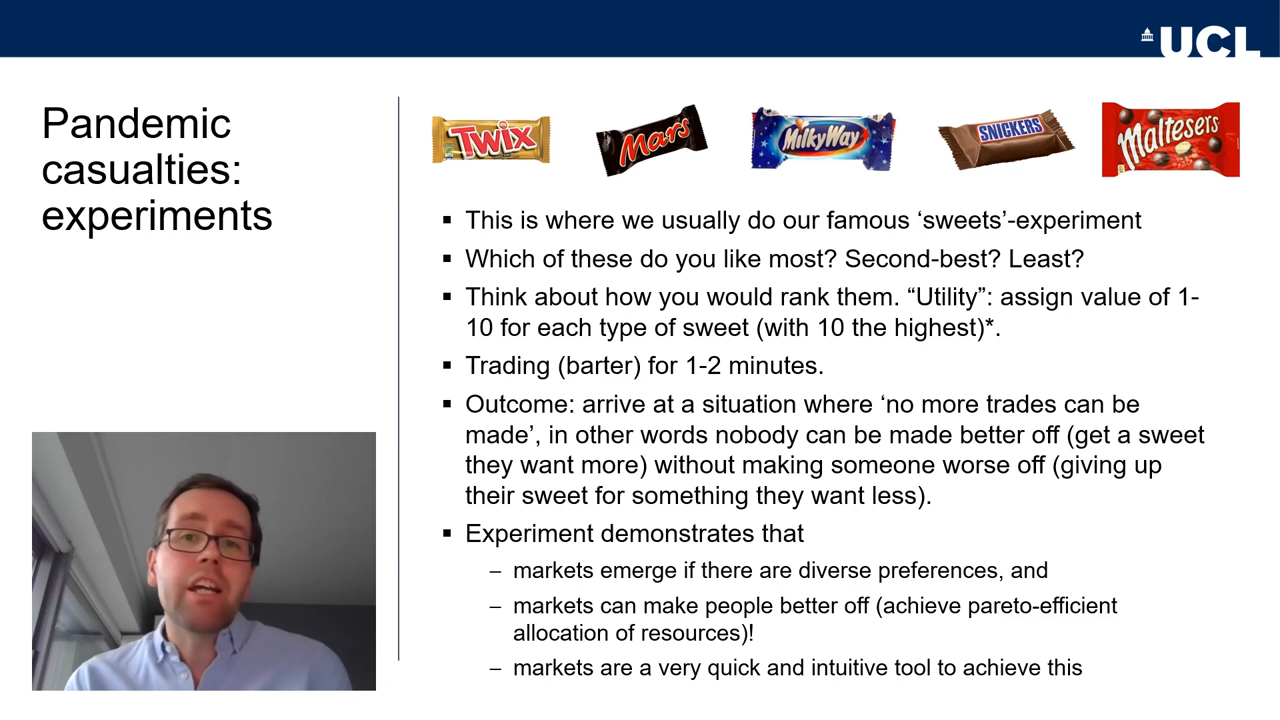 UCL
Pandemic
casualties:
experiments
TWIX
Mars
MilkyWay
SNICKERS
Maltesers
▪ This is where we usually do our famous ‘sweets’-experiment
▪ Which of these do you like most? Second-best? Least?
▪ Think about how you would rank them. “Utility”: assign value of 1-
10 for each type of sweet (with 10 the highest)*.
▪ Trading (barter) for 1-2 minutes.
▪ Outcome: arrive at a situation where ‘no more trades can be
made’, in other words nobody can be made better off (get a sweet
they want more) without making someone worse off (giving up
their sweet for something they want less).
▪ Experiment demonstrates that
– markets emerge if there are diverse preferences, and
– markets can make people better off (achieve pareto-efficient
allocation of resources)!
– markets are a very quick and intuitive tool to achieve this